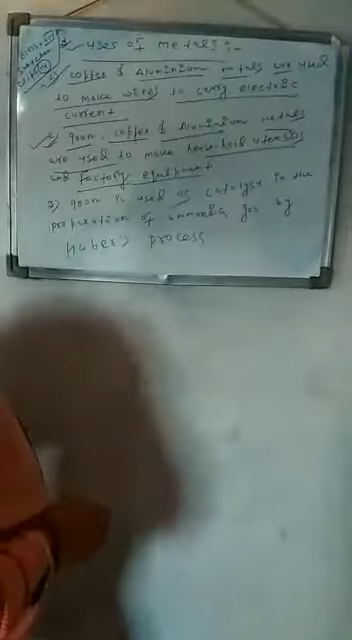 uses of metals :-
1) copper & Aluminium metals are used
to make wires to carry electric
current
2) Iron, copper & Aluminium metals
are used to make house-hold utensils
and factory equipment
3) Iron is used as catalyst in the
preparation of ammonia gas by
Huber's process